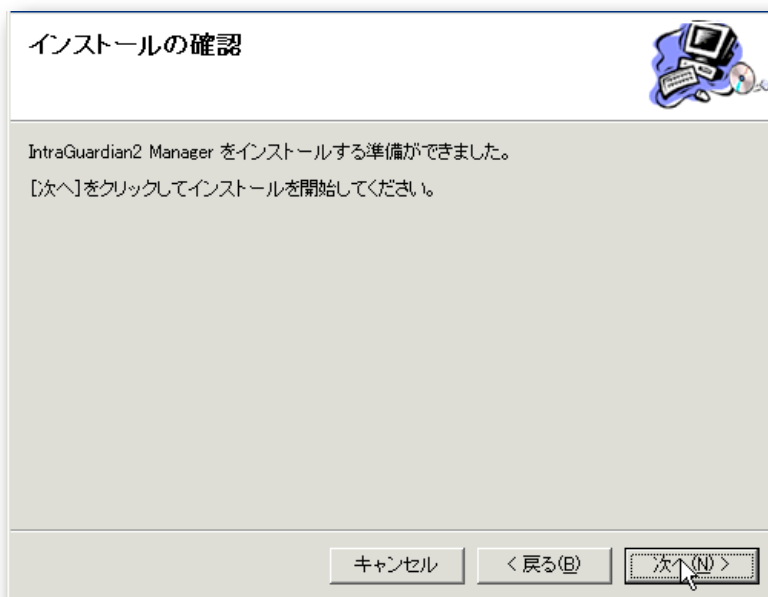 インストールの確認
IntraGuardian2 Manager をインストールする準備ができました。
[次へ]をクリックしてインストールを開始してください。
キャンセル
< 戻る(B)
次へ(N) >